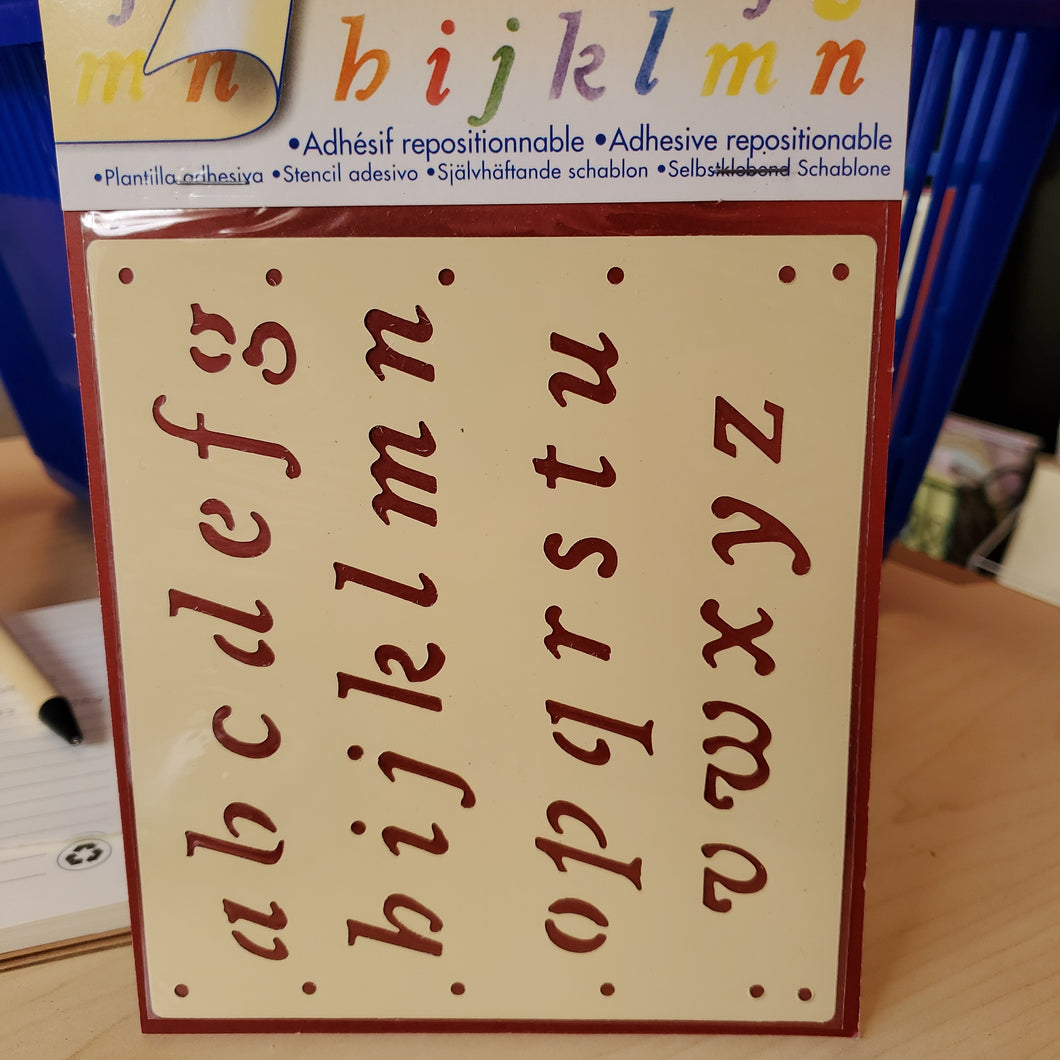 m n h i j k l m n
•Adhésif repositionnable •Adhesive repositionable
•Plantilla adhesiva •Stencil adesivo •Självhäftande schablon •Selbstklebend Schablone
a b c d e f g
h i j k l m n
o p q r s t u
v w x y z